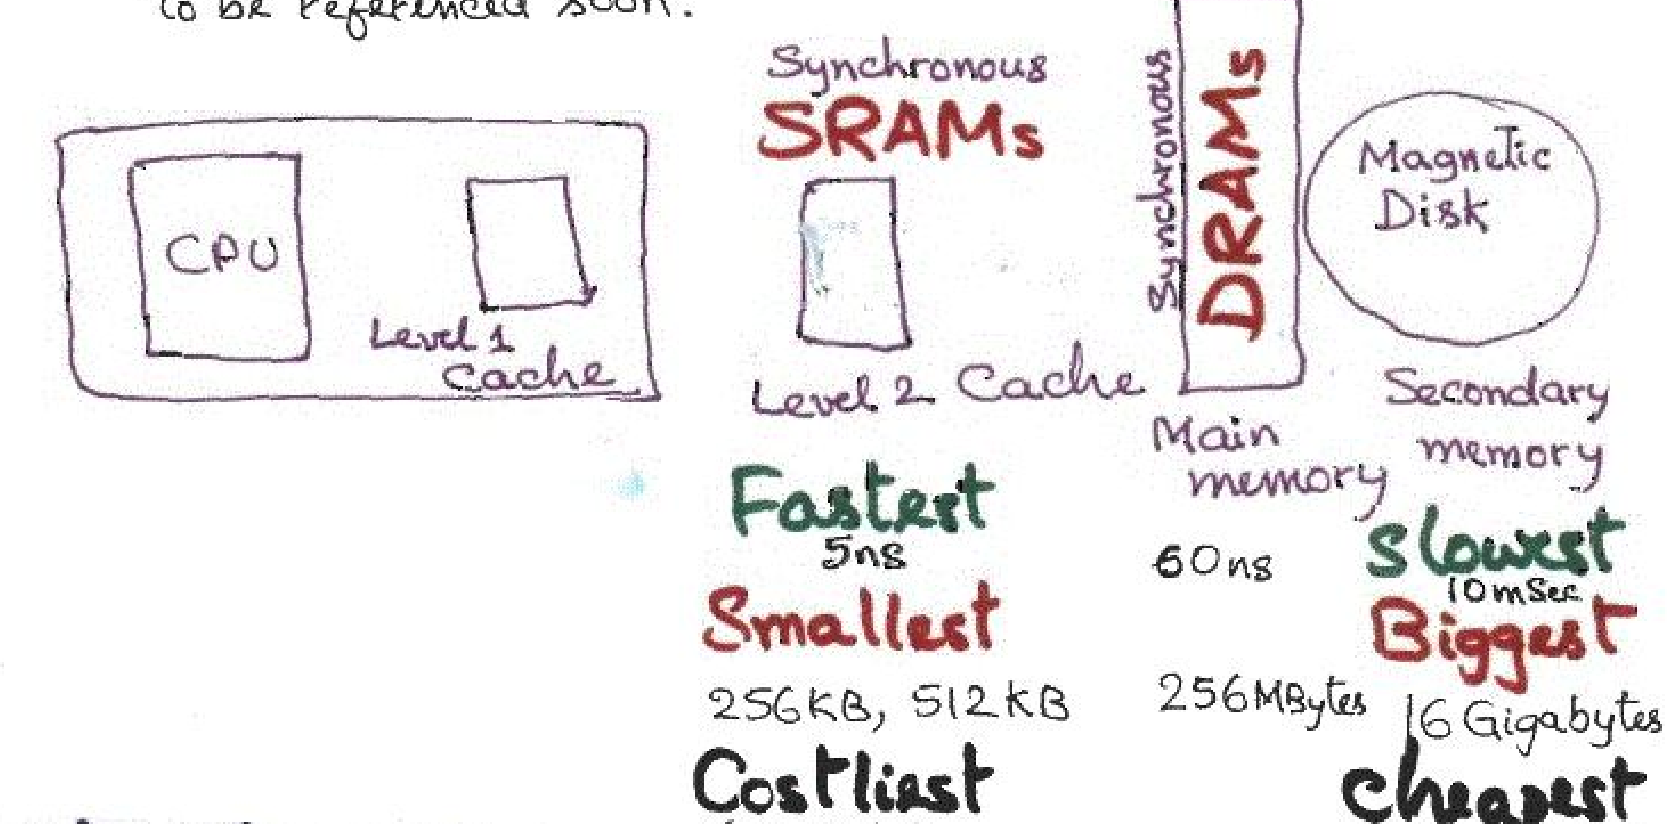 to be referenced soon.
Synchronous
SRAMs
Synchronous
DRAMs
Magnetic
Disk
CPU
Level 1
Cache
Level 2 Cache
Main
memory
Secondary
memory
Fastest
5ns
60ns
Slowest
10mSec
Smallest
Biggest
256KB, 512KB
256MBytes
16 Gigabytes
Costliest
Cheapest